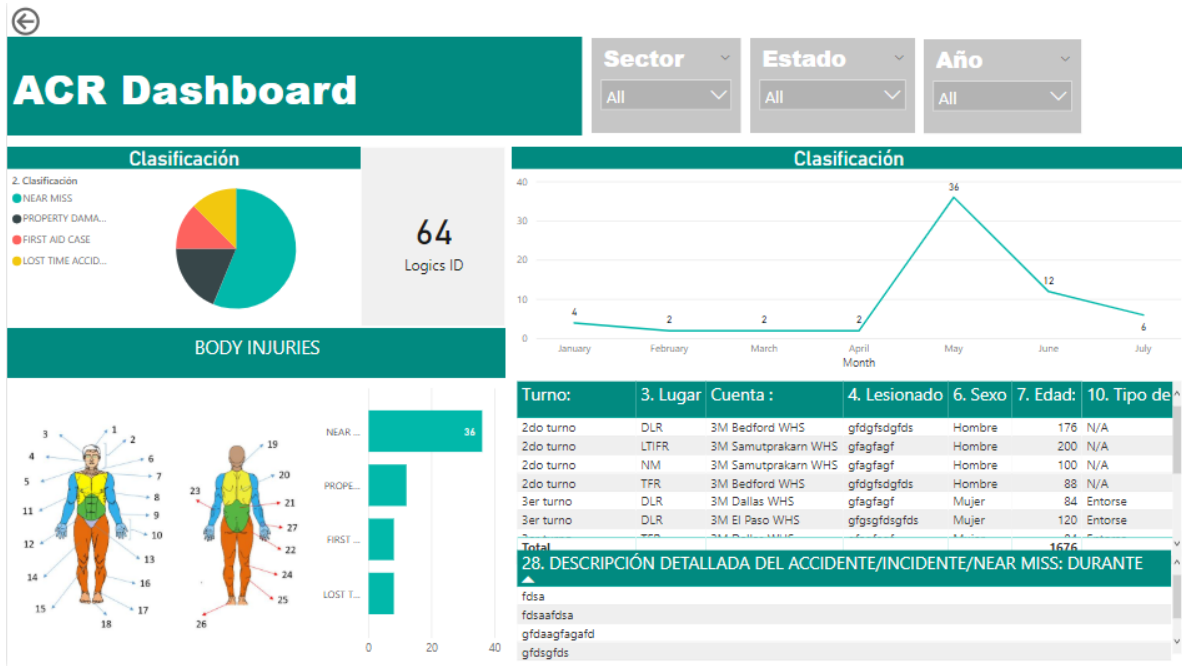 ACR Dashboard
Sector
All
Estado
All
Año
All
Clasificación
2. Clasificación
NEAR MISS
PROPERTY DAMA...
FIRST AID CASE
LOST TIME ACCID...
64
Logics ID
Clasificación
40
30
20
10
0
4
2
2
2
36
12
6
January February March April May June July
Month
BODY INJURIES
1
2
3
4
5
6
7
8
9
10
11
12
13
14
15
16
17
18
19
20
21
22
23
24
25
26
27
NEAR ...
36
PROPE...
FIRST ...
LOST T...
0 20 40
Turno: 3. Lugar Cuenta : 4. Lesionado 6. Sexo 7. Edad: 10. Tipo de
2do turno DLR 3M Bedford WHS gfdgfsdgfds Hombre 176 N/A
2do turno LTIFR 3M Samutprakarn WHS gfagfagf Hombre 200 N/A
2do turno NM 3M Samutprakarn WHS gfagfagf Hombre 100 N/A
2do turno TFR 3M Bedford WHS gfdgfsdgfds Hombre 88 N/A
3er turno DLR 3M Dallas WHS gfagfagf Mujer 84 Entorse
3er turno DLR 3M El Paso WHS gfgsgfdsgfds Mujer 120 Entorse
Total 1676
28. DESCRIPCIÓN DETALLADA DEL ACCIDENTE/INCIDENTE/NEAR MISS: DURANTE
fdsa
fdsaafdsa
gfdaagfagafd
gfdsgfds